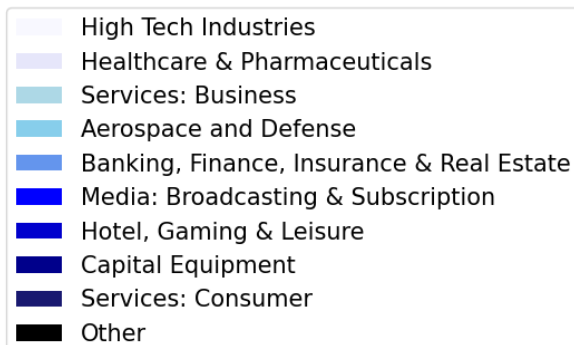 High Tech Industries
Healthcare & Pharmaceuticals
Services: Business
Aerospace and Defense
Banking, Finance, Insurance & Real Estate
Media: Broadcasting & Subscription
Hotel, Gaming & Leisure
Capital Equipment
Services: Consumer
Other